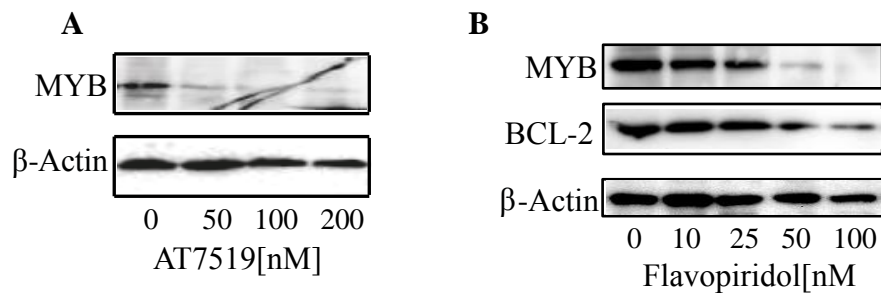 A
MYB
β-Actin
0 50 100 200
AT7519[nM]
B
MYB
BCL-2
β-Actin
0 10 25 50 100
Flavopiridol[nM